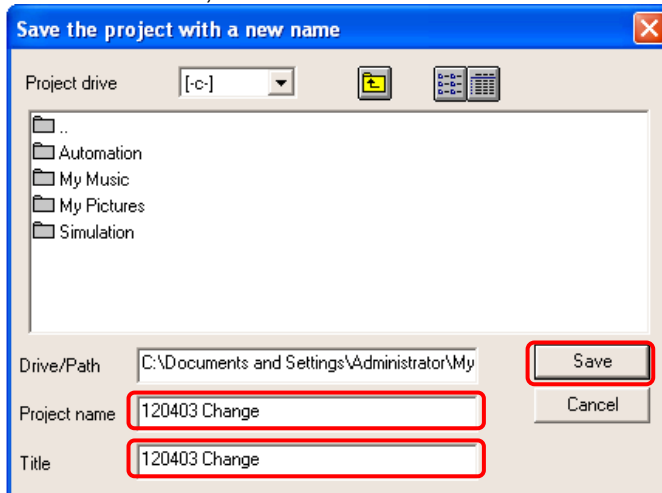 Save the project with a new name
Project drive [-c-]
..
Automation
My Music
My Pictures
Simulation
Drive/Path C:\Documents and Settings\Administrator\My
Save
Project name 120403 Change
Cancel
Title 120403 Change